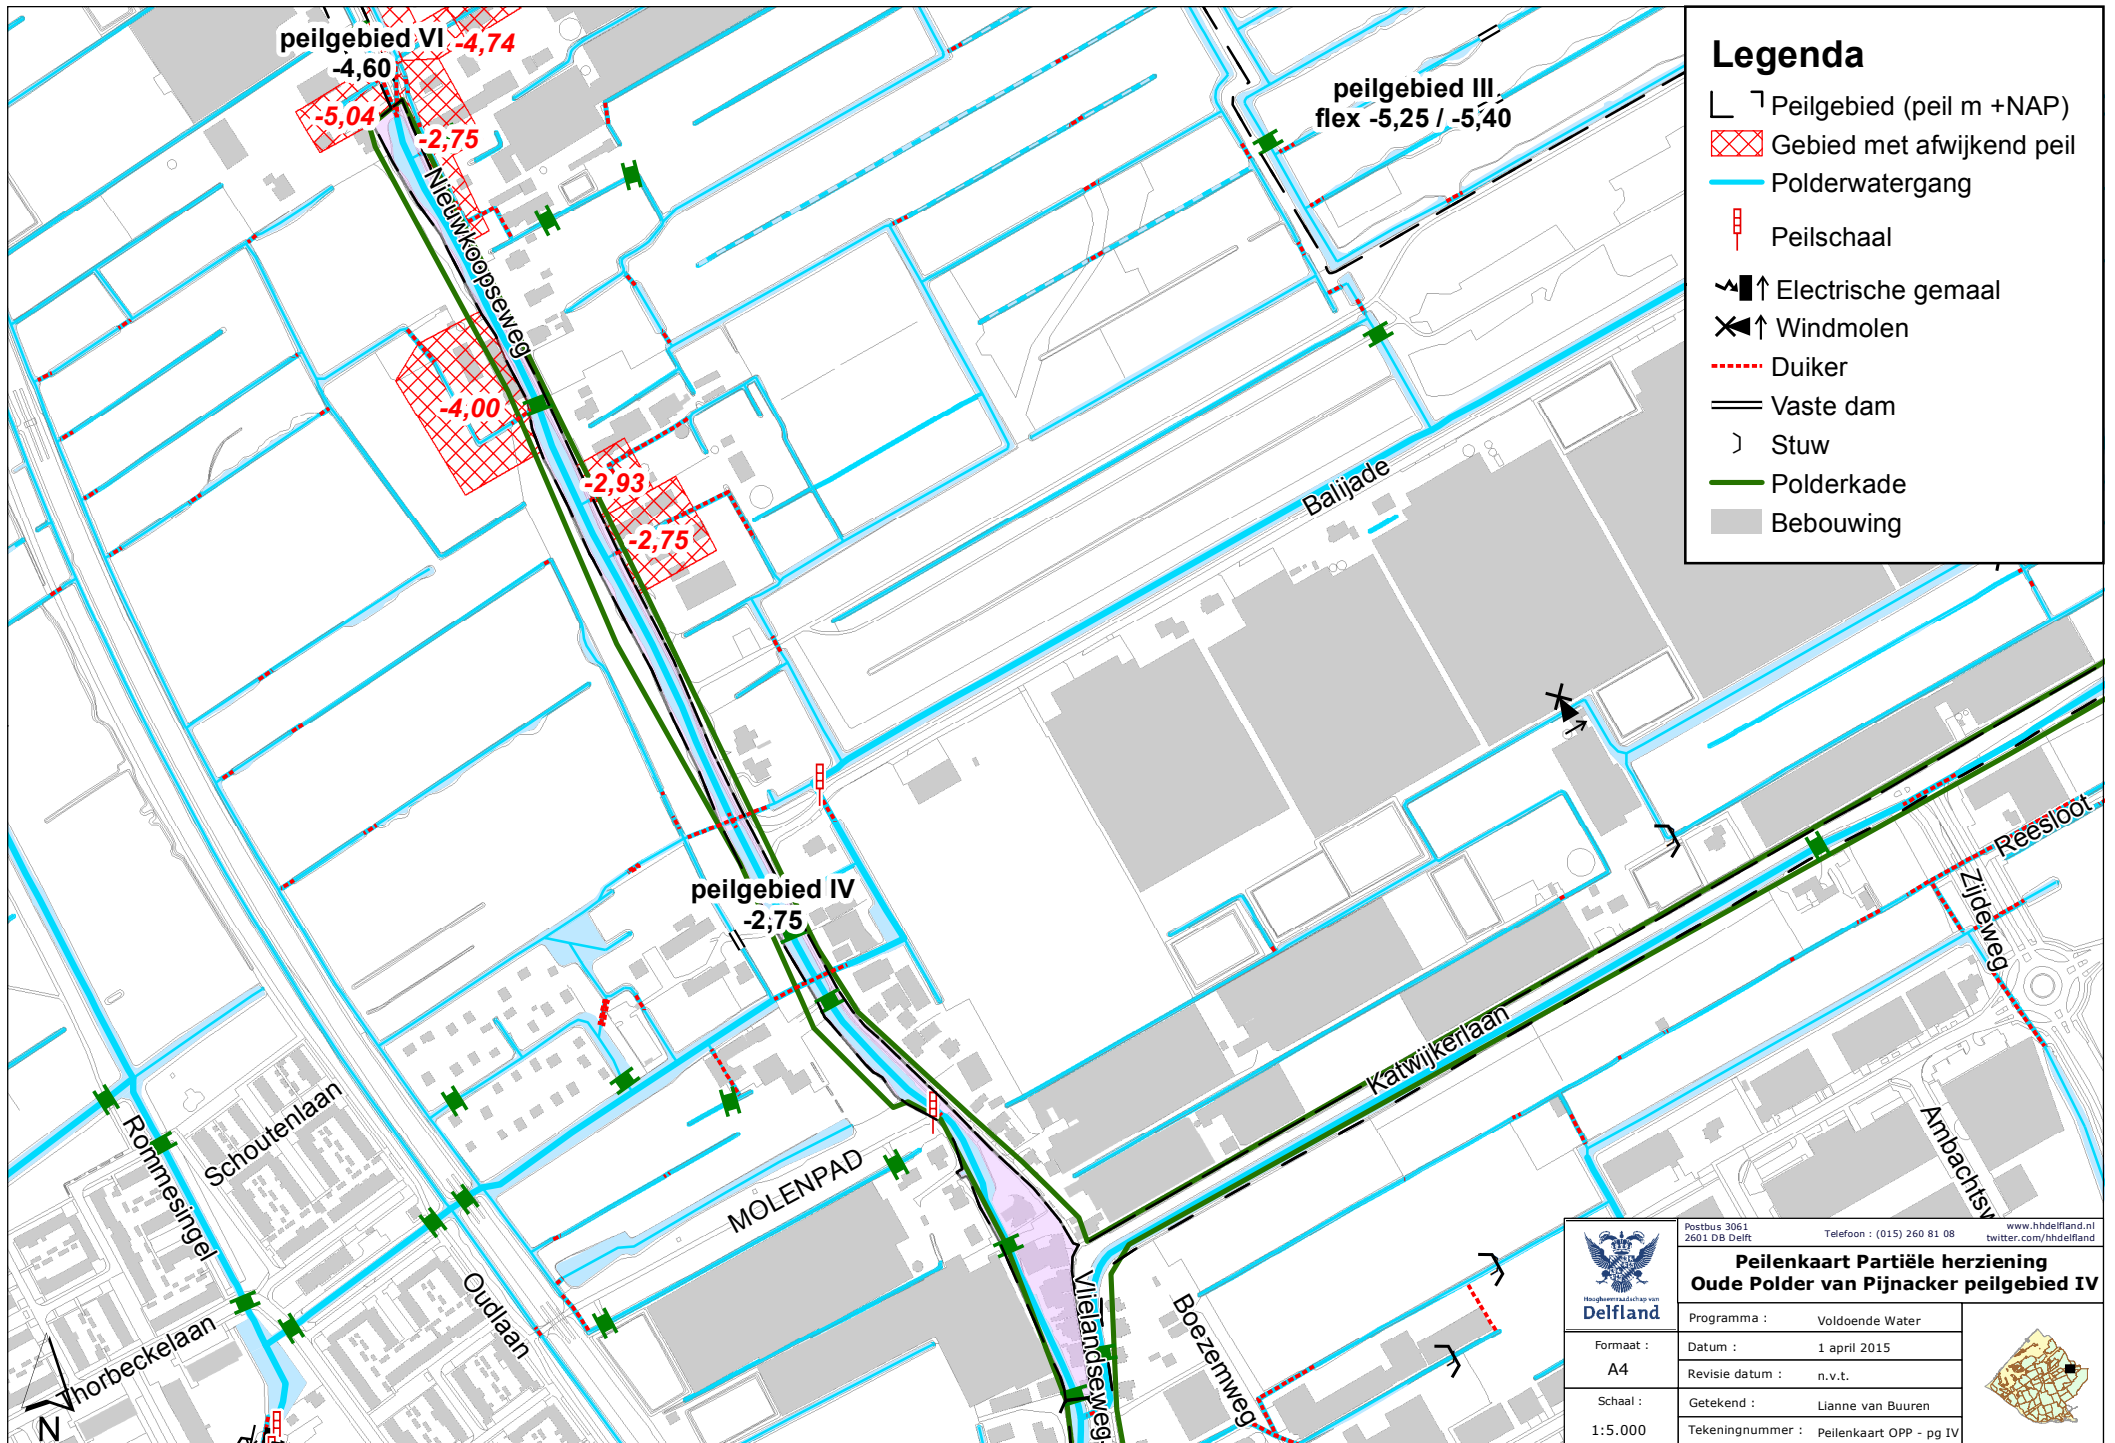 peilgebied VI
-4,60
-4,74
-5,04
-2,75
Nieuwkoopseweg
peilgebied III
flex -5,25 / -5,40
-4,00
-2,93
-2,75
Balijade
peilgebied IV
-2,75
Katwijkerlaan
Reesloot
Zijdeweg
Ambachtsw
Schoutenlaan
Rommesingel
MOLENPAD
Oudlaan
Thorbeckelaan
Vlielandseweg
Boezemweg
N
Legenda
Peilgebied (peil m +NAP)
Gebied met afwijkend peil
Polderwatergang
Peilschaal
Electrische gemaal
Windmolen
Duiker
Vaste dam
Stuw
Polderkade
Bebouwing
Postbus 3061
2601 DB Delft
Telefoon : (015) 260 81 08
www.hhdelfland.nl
twitter.com/hhdelfland
Hoogheemraadschap van
Delfland
Peilenkaart Partiële herziening
Oude Polder van Pijnacker peilgebied IV
Formaat :
A4
Schaal :
1:5.000
Programma : Voldoende Water
Datum : 1 april 2015
Revisie datum : n.v.t.
Getekend : Lianne van Buuren
Tekeningnummer : Peilenkaart OPP - pg IV